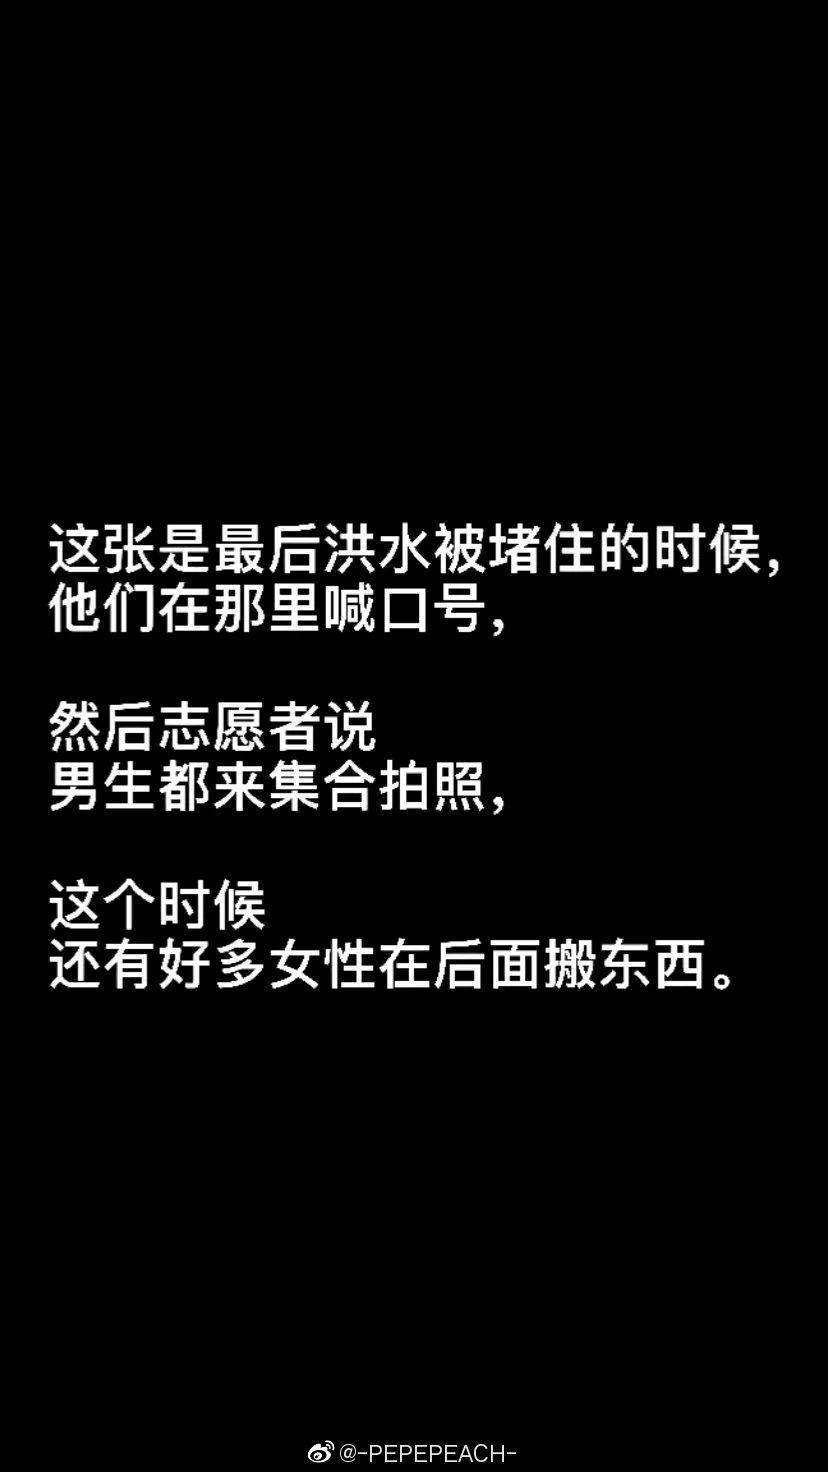 这张是最后洪水被堵住的时候，
他们在那里喊口号，
然后志愿者说
男生都来集合拍照，
这个时候
还有好多女性在后面搬东西。
@-PEPEPEACH-